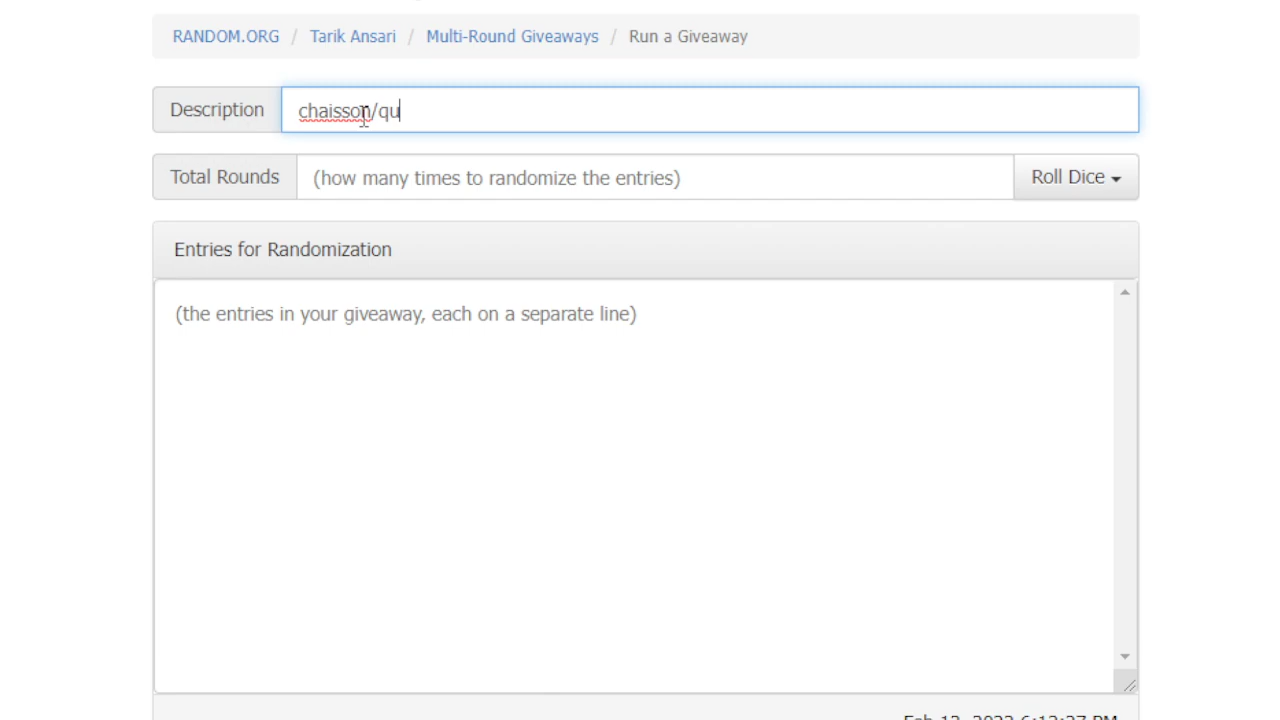 RANDOM.ORG / Tarik Ansari / Multi-Round Giveaways / Run a Giveaway
Description chaisson/qu
Total Rounds (how many times to randomize the entries) Roll Dice
Entries for Randomization
(the entries in your giveaway, each on a separate line)